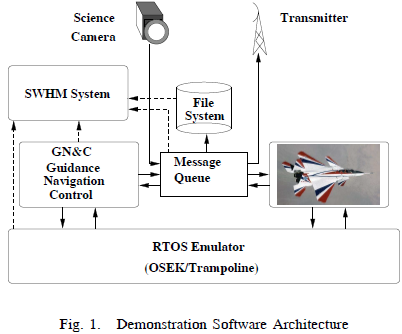 Science
Camera
Transmitter
SWHM System
File
System
GN&C
Guidance
Navigation
Control
Message
Queue
RTOS Emulator
(OSEK/Trampoline)
Fig. 1. Demonstration Software Architecture